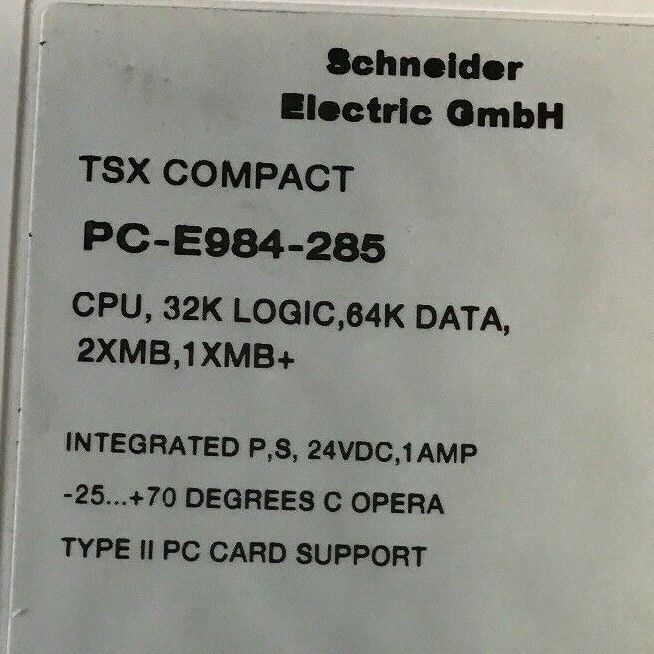 Schneider
Electric GmbH
TSX COMPACT
PC-E984-285
CPU, 32K LOGIC,64K DATA,
2XMB,1XMB+
INTEGRATED P,S, 24VDC,1AMP
-25...+70 DEGREES C OPERA
TYPE II PC CARD SUPPORT